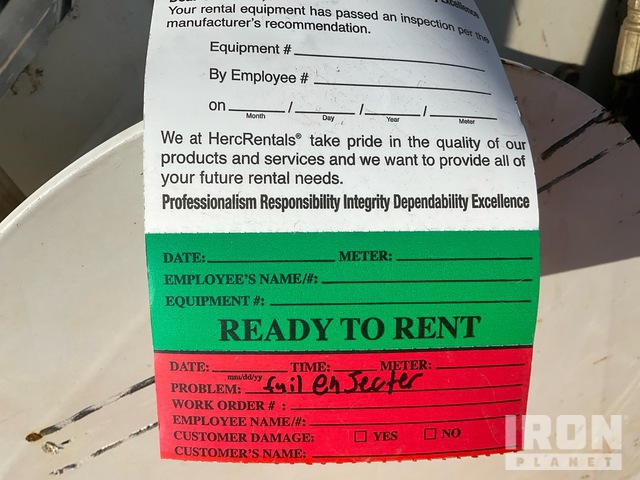 Your rental equipment has passed an inspection per the
manufacturer's recommendation.
Equipment #
By Employee #
on / / /
Month Day Year Meter
We at HercRentals® take pride in the quality of our
products and services and we want to provide all of
your future rental needs.
Professionalism Responsibility Integrity Dependability Excellence
DATE: METER:
EMPLOYEE'S NAME/#:
EQUIPMENT #:
READY TO RENT
DATE: TIME: METER:
mm/dd/yy
PROBLEM: fuil enjecter
WORK ORDER # :
EMPLOYEE NAME/#:
CUSTOMER DAMAGE: ☐ YES ☐ NO
CUSTOMER'S NAME:
IRON
PLANET